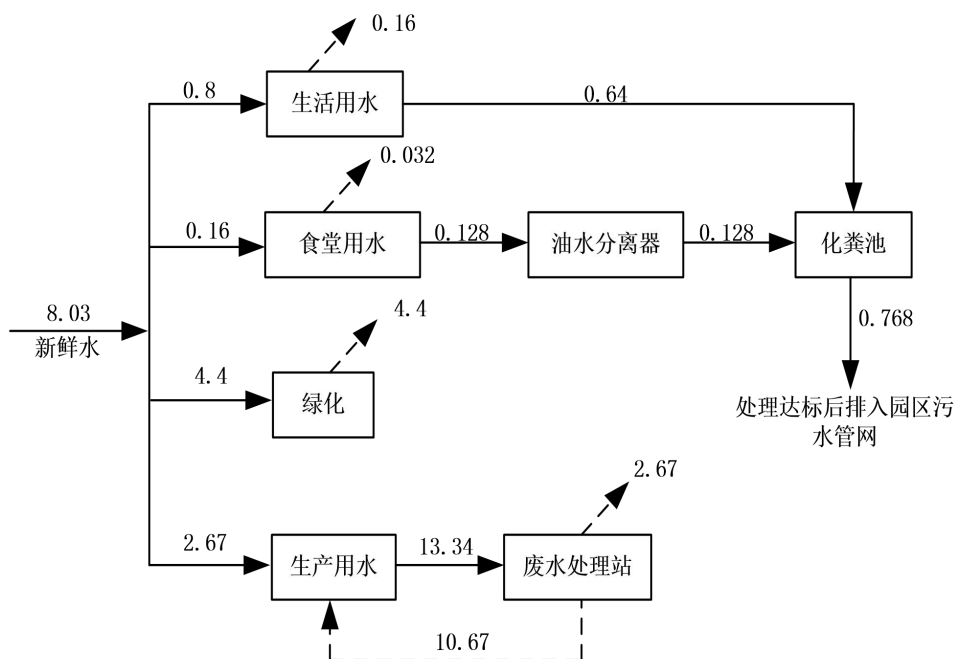 0.16
0.8
生活用水
0.64
0.032
0.16
食堂用水
0.128
油水分离器
0.128
化粪池
8.03
新鲜水
4.4
0.768
4.4
绿化
处理达标后排入园区污
水管网
2.67
2.67
生产用水
13.34
废水处理站
10.67